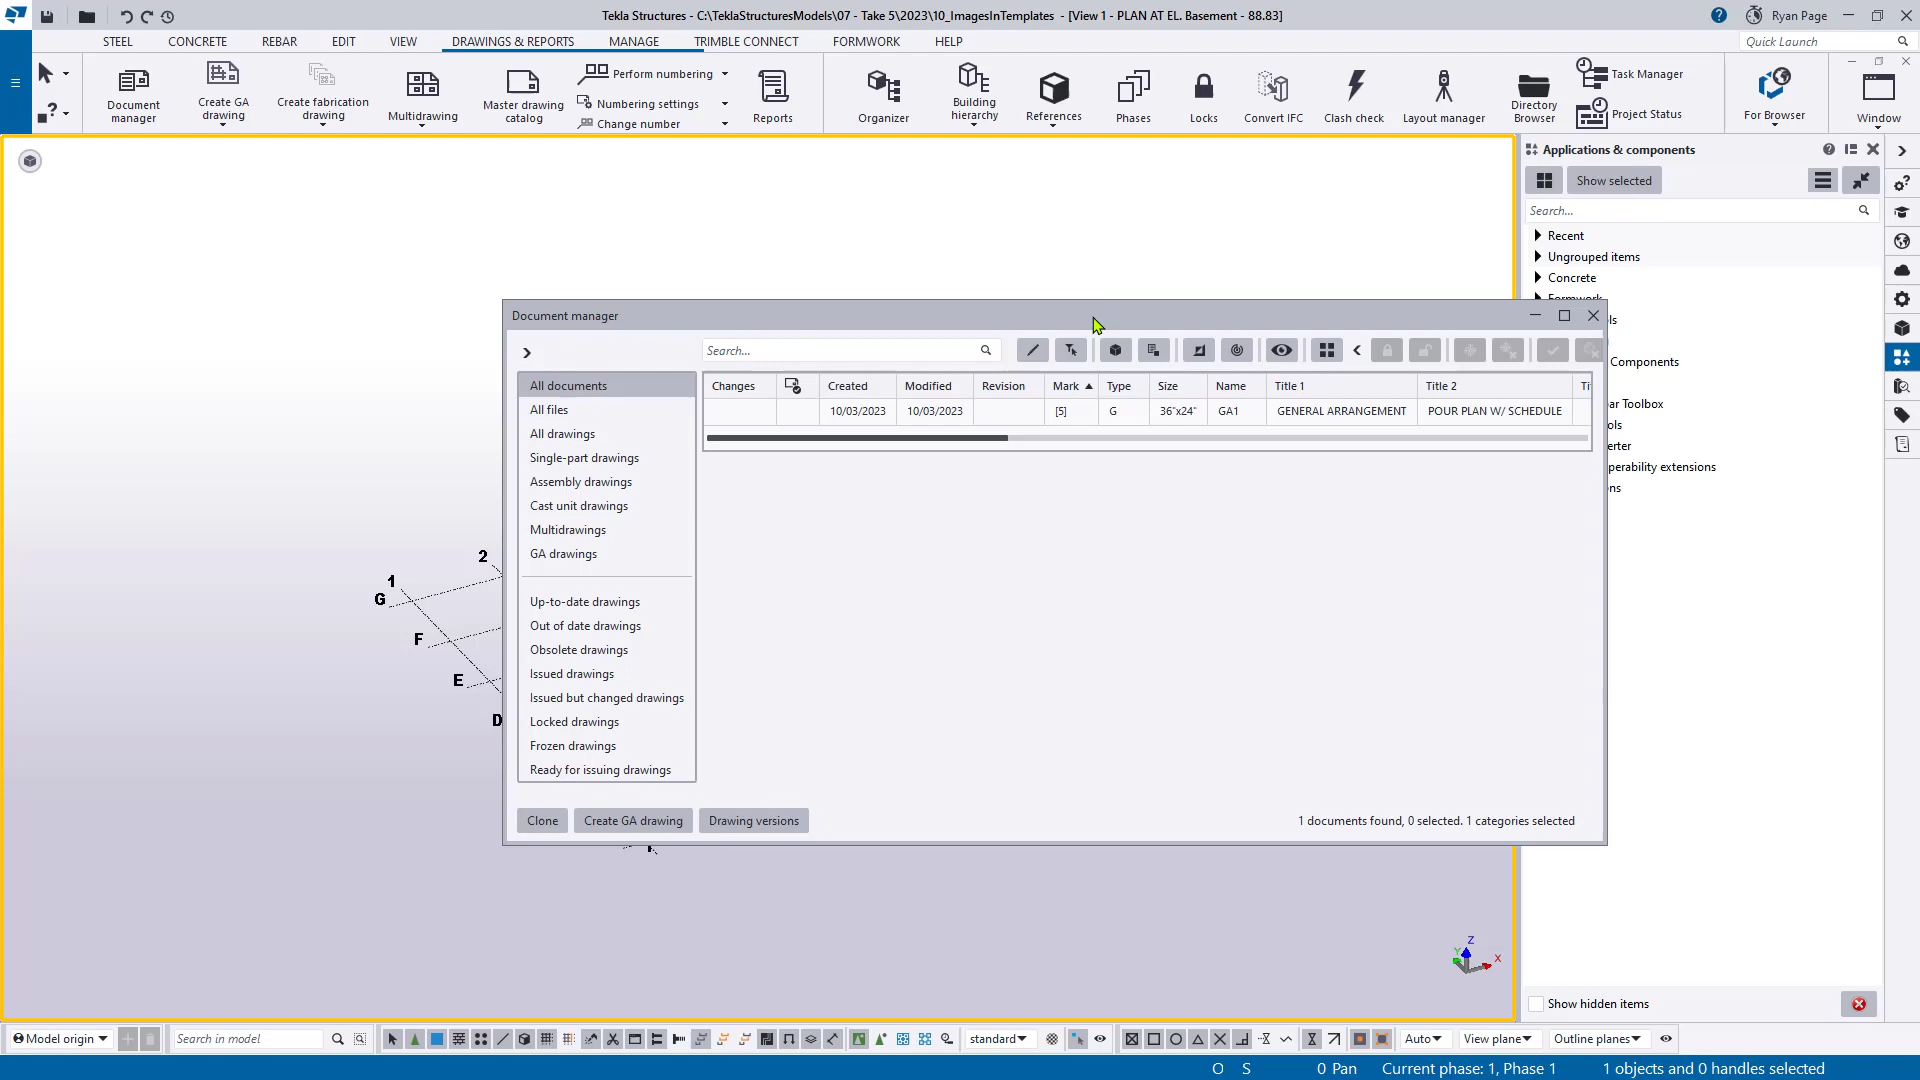 Tekla Structures - C:\TeklaStructuresModels\07 - Take 5\2023\10_ImagesInTemplates - [View 1 - PLAN AT EL. Basement - 88.83]
Ryan Page
STEEL CONCRETE REBAR EDIT VIEW DRAWINGS & REPORTS MANAGE TRIMBLE CONNECT FORMWORK HELP
Quick Launch
Document manager
Create GA drawing
Create fabrication drawing
Multidrawing
Master drawing catalog
Perform numbering
Numbering settings
Change number
Reports
Organizer
Building hierarchy
References
Phases
Locks
Convert IFC
Clash check
Layout manager
Directory Browser
Task Manager
Project Status
For Browser
Window
Applications & components
Show selected
Search...
Recent
Ungrouped items
Concrete
Components
ar Toolbox
ols
erter
perability extensions
ns
Document manager
Search...
All documents
All files
All drawings
Single-part drawings
Assembly drawings
Cast unit drawings
Multidrawings
GA drawings
Up-to-date drawings
Out of date drawings
Obsolete drawings
Issued drawings
Issued but changed drawings
Locked drawings
Frozen drawings
Ready for issuing drawings
Changes Created Modified Revision Mark Type Size Name Title 1 Title 2 Ti
10/03/2023 10/03/2023 [5] G 36"x24" GA1 GENERAL ARRANGEMENT POUR PLAN W/ SCHEDULE
Clone Create GA drawing Drawing versions
1 documents found, 0 selected. 1 categories selected
2
1
G
F
E
D
Z
Y
X
Show hidden items
Model origin
Search in model
standard
Auto
View plane
Outline planes
O S 0 Pan Current phase: 1, Phase 1 1 objects and 0 handles selected